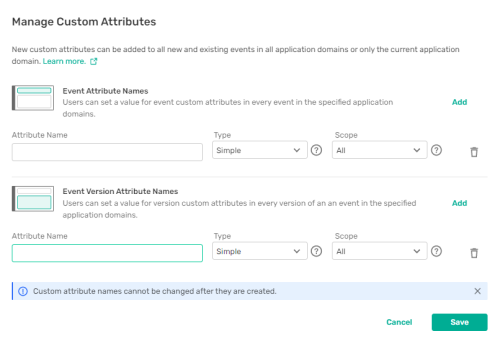 Manage Custom Attributes
New custom attributes can be added to all new and existing events in all application domains or only the current application
domain. Learn more.
Event Attribute Names
Users can set a value for event custom attributes in every event in the specified application
domains.
Add
Attribute Name Type Scope
Simple All
Event Version Attribute Names
Users can set a value for version custom attributes in every version of an an event in the specified
application domains.
Add
Attribute Name Type Scope
Simple All
Custom attribute names cannot be changed after they are created.
Cancel Save